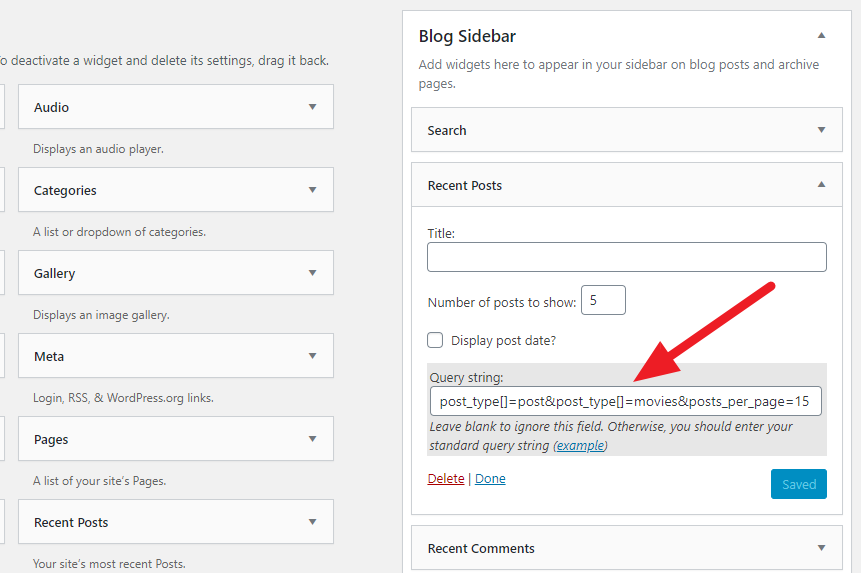 To deactivate a widget and delete its settings, drag it back.
Audio
Displays an audio player.
Categories
A list or dropdown of categories.
Gallery
Displays an image gallery.
Meta
Login, RSS, & WordPress.org links.
Pages
A list of your site's Pages.
Recent Posts
Your site's most recent Posts.
Blog Sidebar
Add widgets here to appear in your sidebar on blog posts and archive
pages.
Search
Recent Posts
Title:
Number of posts to show: 5
Display post date?
Query string:
post_type[]=post&post_type[]=movies&posts_per_page=15
Leave blank to ignore this field. Otherwise, you should enter your
standard query string (example)
Delete | Done
Saved
Recent Comments